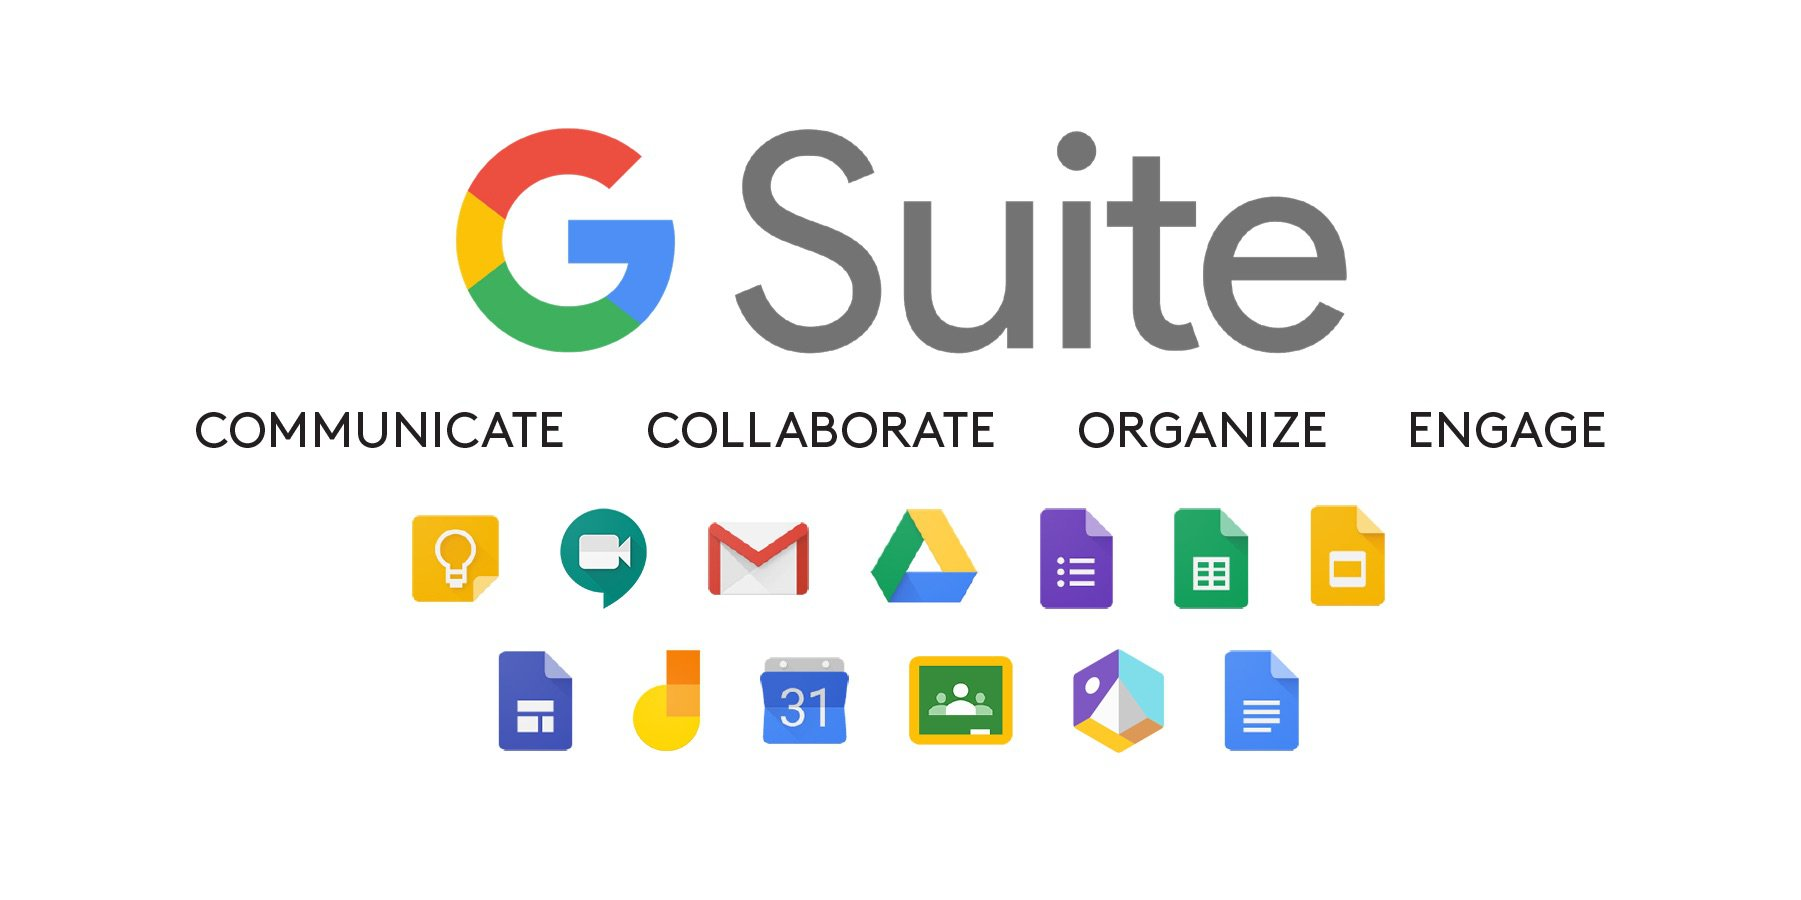 G Suite
COMMUNICATE COLLABORATE ORGANIZE ENGAGE
31